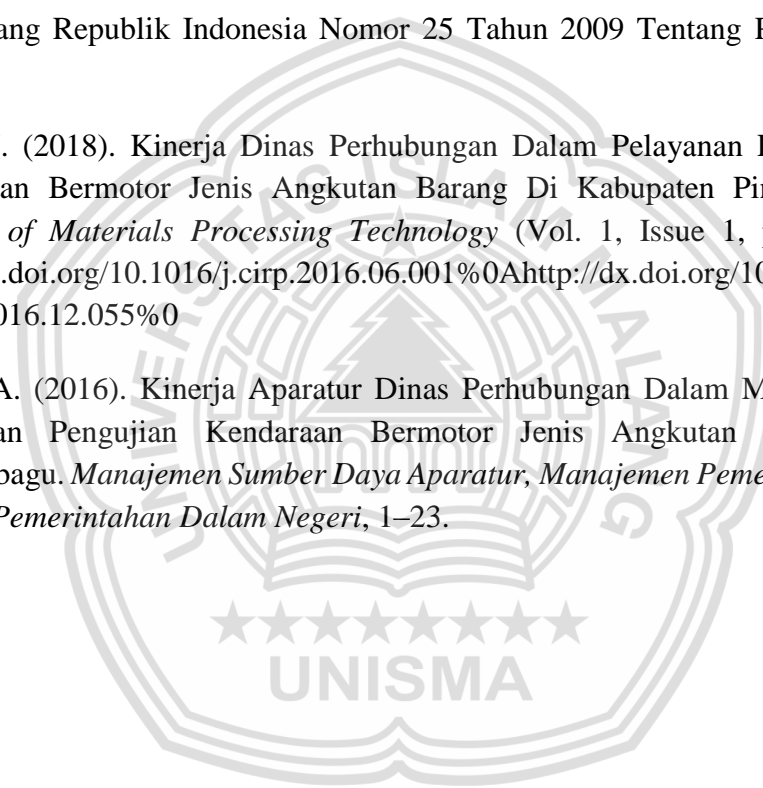 ang Republik Indonesia Nomor 25 Tahun 2009 Tentang
. (2018). Kinerja Dinas Perhubungan Dalam Pelayanan
an Bermotor Jenis Angkutan Barang Di Kabupaten Pin
of Materials Processing Technology (Vol. 1, Issue 1,
.doi.org/10.1016/j.cirp.2016.06.001%0Ahttp://dx.doi.org/10
016.12.055%0
A. (2016). Kinerja Aparatur Dinas Perhubungan Dalam M
an Pengujian Kendaraan Bermotor Jenis Angkutan
bagu. Manajemen Sumber Daya Aparatur, Manajemen Peme
Pemerintahan Dalam Negeri, 1–23.
UNIVERSITAS ISLAM MALANG
UNISMA